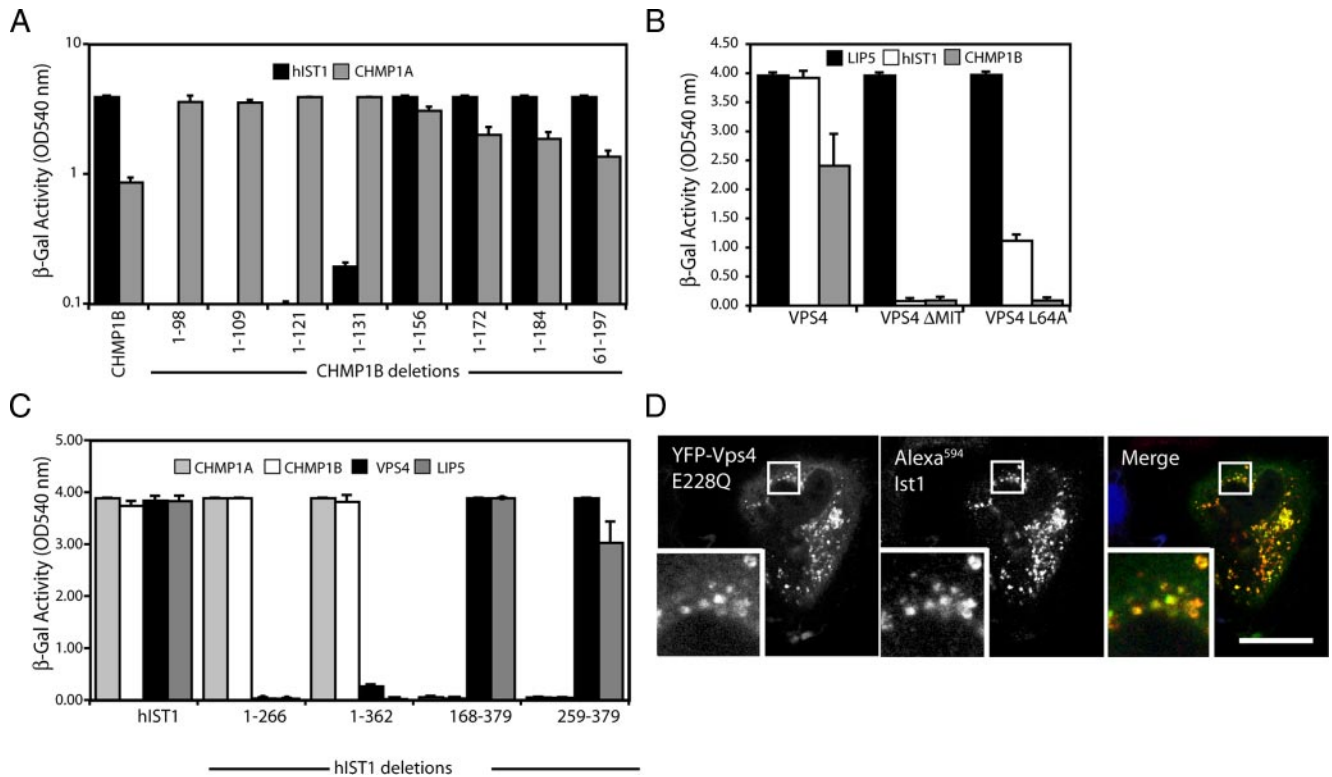 A
β-Gal Activity (OD540 nm)
10
1
0.1
hIST1 CHMP1A
CHMP1B
1-98
1-109
1-121
1-131
1-156
1-172
1-184
61-197
CHMP1B deletions
B
β-Gal Activity (OD540 nm)
4.50
4.00
3.50
3.00
2.50
2.00
1.50
1.00
0.50
0.00
LIP5 hIST1 CHMP1B
VPS4 VPS4 ΔMIT VPS4 L64A
C
β-Gal Activity (OD540 nm)
5.00
4.00
3.00
2.00
1.00
0.00
CHMP1A CHMP1B VPS4 LIP5
hIST1 1-266 1-362 168-379 259-379
hIST1 deletions
D
YFP-Vps4
E228Q
Alexa594
Ist1
Merge